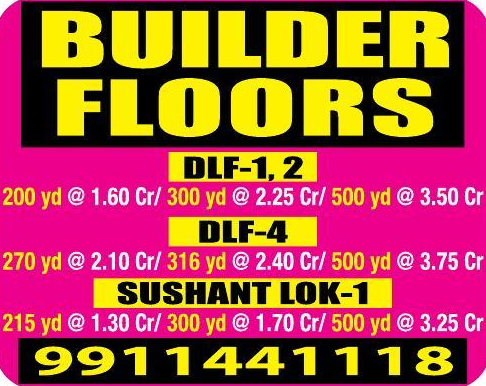 BUILDER
FLOORS
DLF-1, 2
200 yd @ 1.60 Cr/ 300 yd @ 2.25 Cr/ 500 yd @ 3.50 Cr
DLF-4
270 yd @ 2.10 Cr/ 316 yd @ 2.40 Cr/ 500 yd @ 3.75 Cr
SUSHANT LOK-1
215 yd @ 1.30 Cr/ 300 yd @ 1.70 Cr/ 500 yd @ 3.25 Cr
9911441118